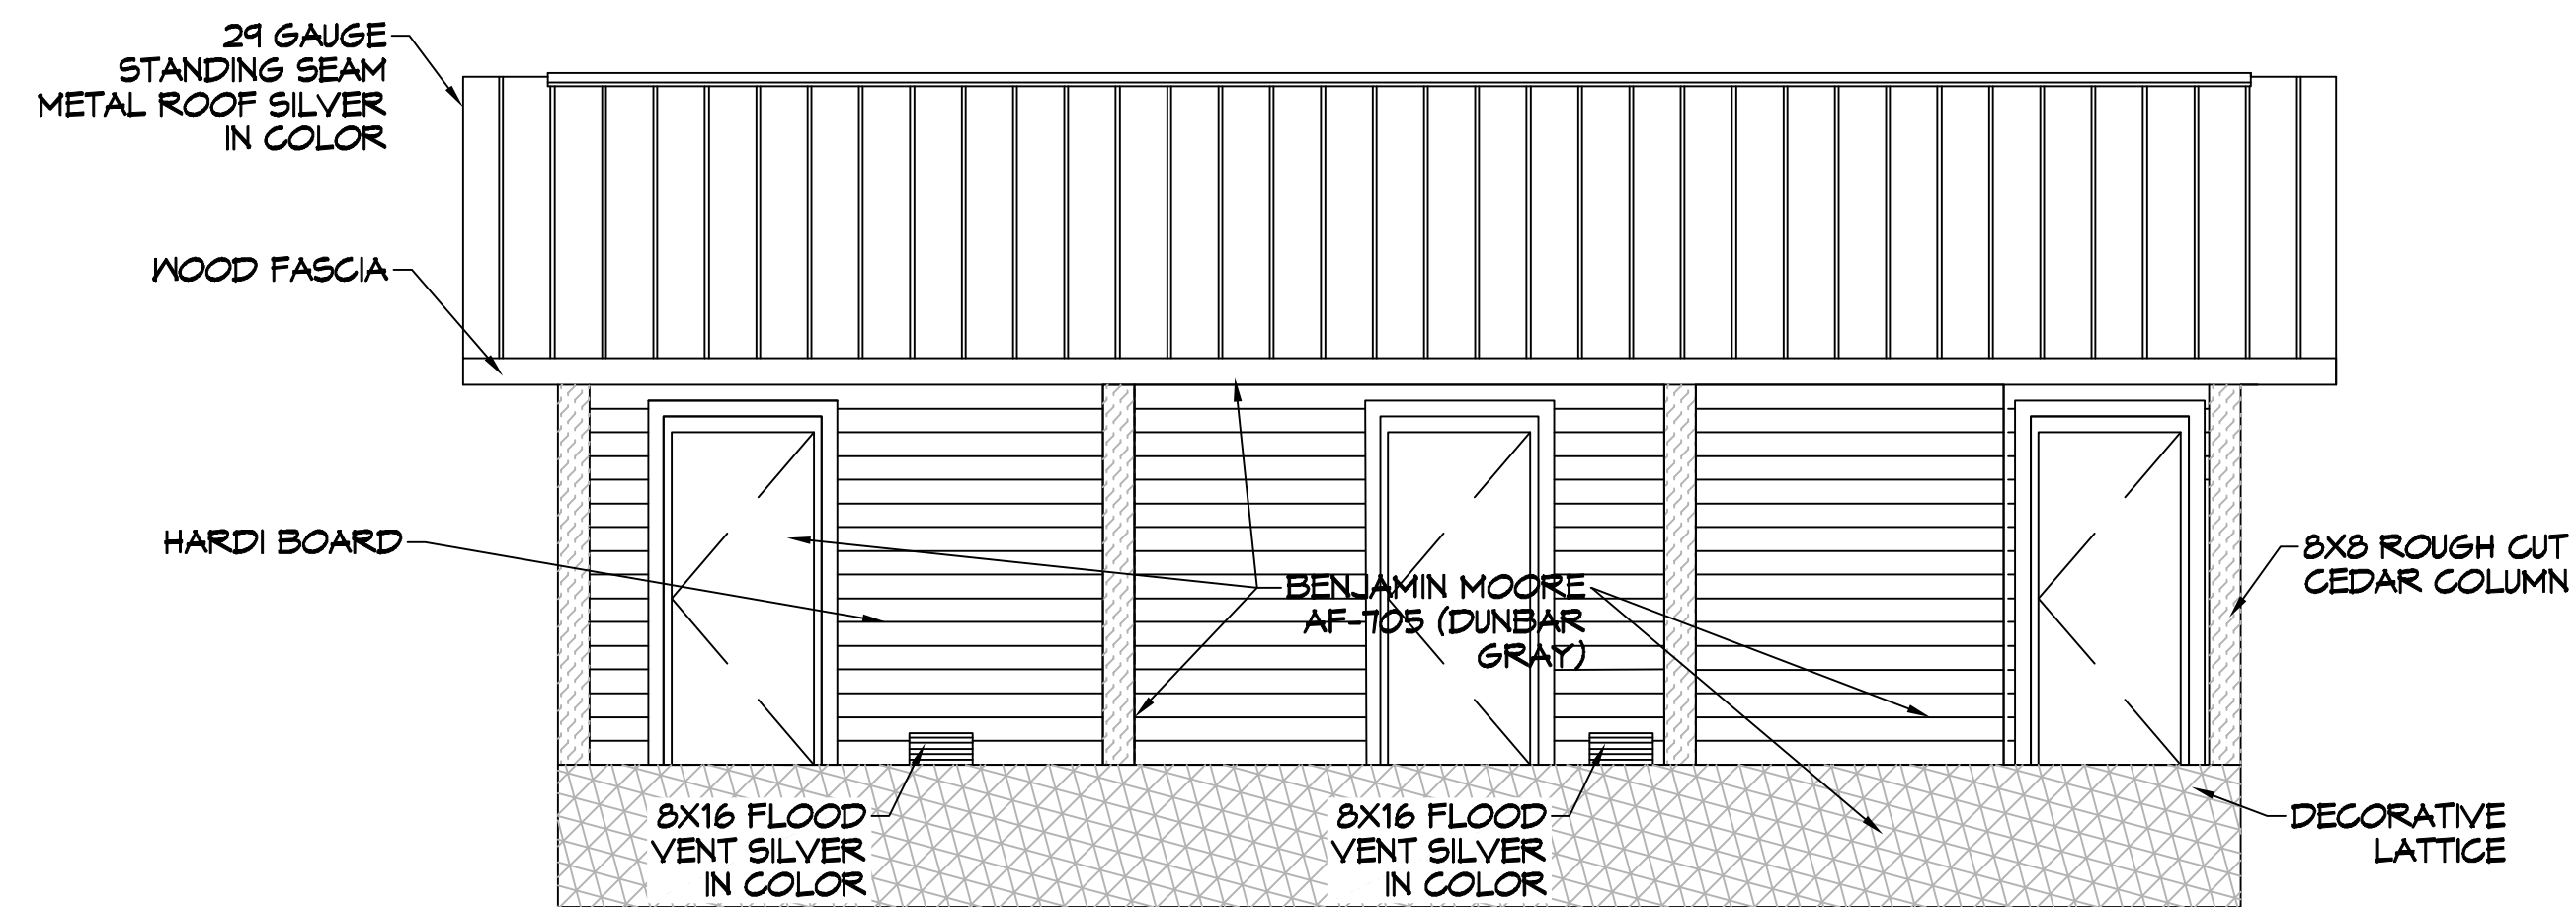 29 GAUGE
STANDING SEAM
METAL ROOF SILVER
IN COLOR
WOOD FASCIA
HARDI BOARD
BENJAMIN MOORE
AF-705 (DUNBAR
GRAY)
8X8 ROUGH CUT
CEDAR COLUMN
8X16 FLOOD
VENT SILVER
IN COLOR
8X16 FLOOD
VENT SILVER
IN COLOR
DECORATIVE
LATTICE